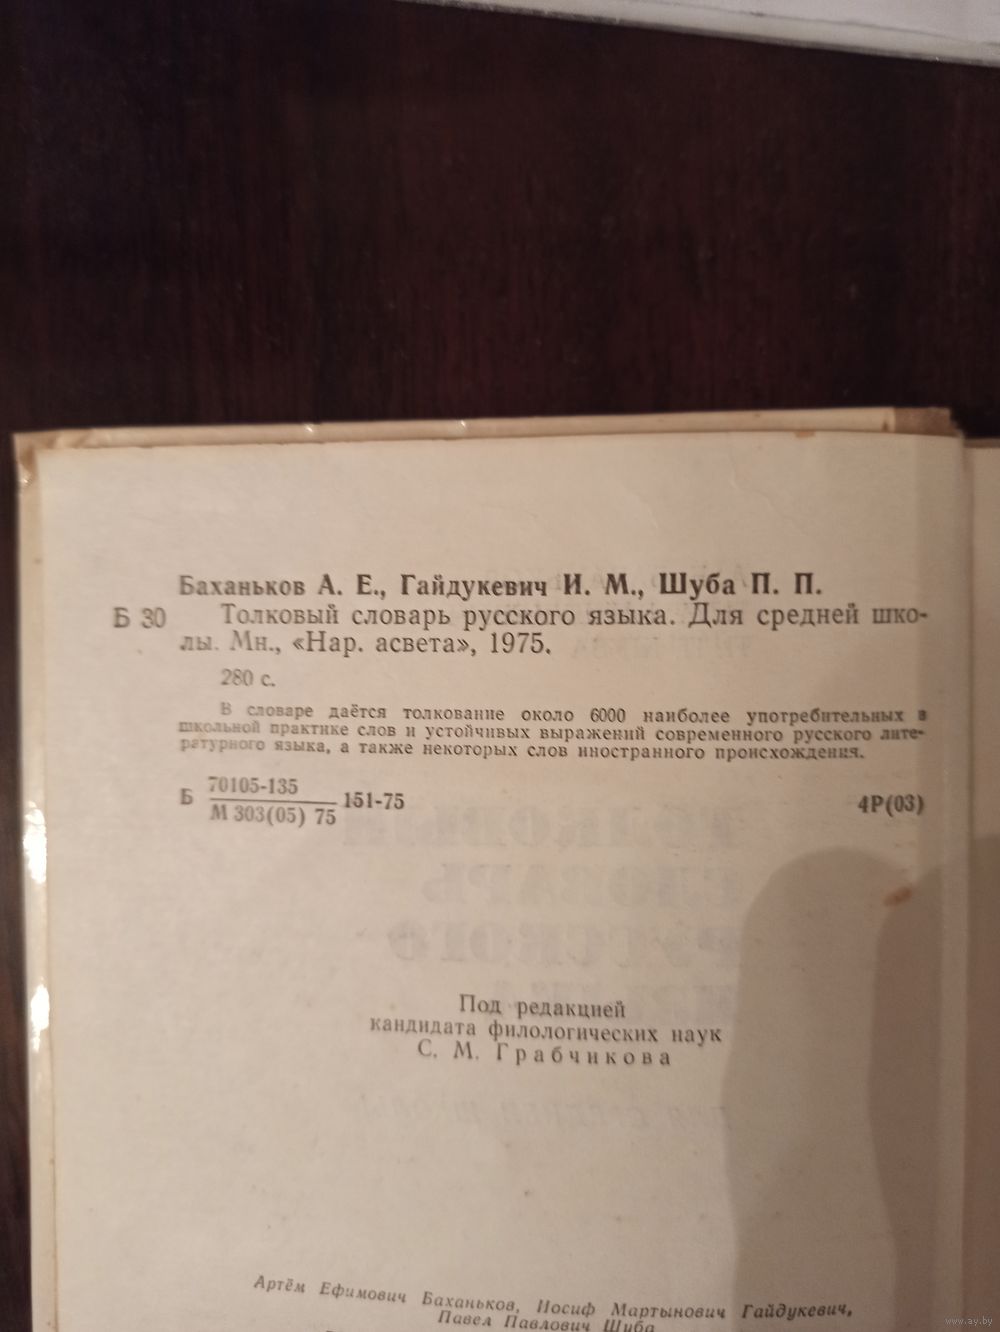 Баханьков А. Е., Гайдукевич И. М., Шуба П. П.
Б 30 Толковый словарь русского языка. Для средней шко-
лы. Мн., «Нар. асвета», 1975.
280 с.
В словаре даётся толкование около 6000 наиболее употребительных в
школьной практике слов и устойчивых выражений современного русского лите-
ратурного языка, а также некоторых слов иностранного происхождения.
Б 70105-135
М 303(05) 75 151-75 4Р(03)
Под редакцией
кандидата филологических наук
С. М. Грабчикова
Артём Ефимович Баханьков, Иосиф Мартынович Гайдукевич,
Павел Павлович Шуба
www.ay.by